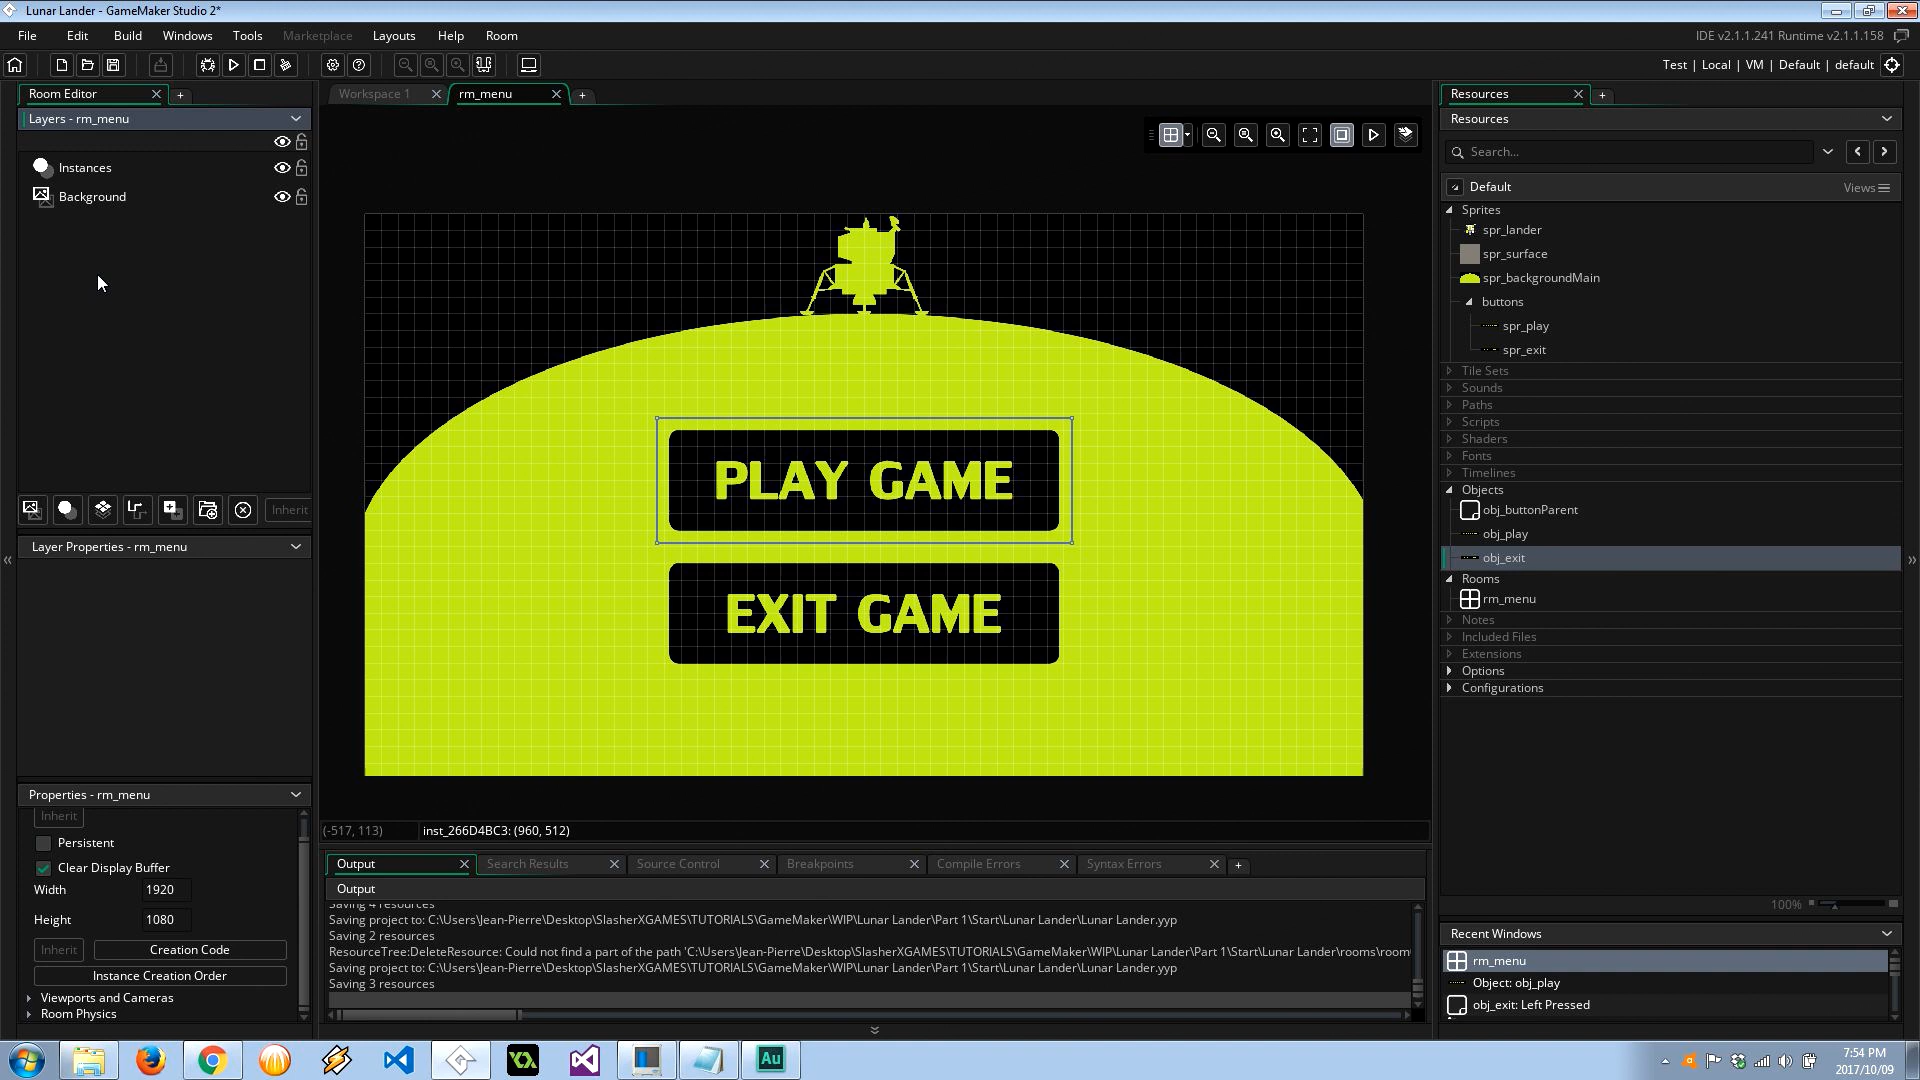 Lunar Lander - GameMaker Studio 2*
File Edit Build Windows Tools Marketplace Layouts Help Room
IDE v2.1.1.241 Runtime v2.1.1.158
Test | Local | VM | Default | default
Room Editor
Layers - rm_menu
Instances
Background
Inherit
Layer Properties - rm_menu
Properties - rm_menu
Inherit
Persistent
Clear Display Buffer
Width 1920
Height 1080
Inherit Creation Code
Instance Creation Order
Viewports and Cameras
Room Physics
Workspace 1
rm_menu
PLAY GAME
EXIT GAME
(-517, 113)
inst_266D4BC3: (960, 512)
Output
Search Results
Source Control
Breakpoints
Compile Errors
Syntax Errors
Output
Saving 4 resources
Saving project to: C:\Users\Jean-Pierre\Desktop\SlasherXGAMES\TUTORIALS\GameMaker\WIP\Lunar Lander\Part 1\Start\Lunar Lander\Lunar Lander.yyp
Saving 2 resources
ResourceTree:DeleteResource: Could not find a part of the path 'C:\Users\Jean-Pierre\Desktop\SlasherXGAMES\TUTORIALS\GameMaker\WIP\Lunar Lander\Part 1\Start\Lunar Lander\rooms\room
Saving project to: C:\Users\Jean-Pierre\Desktop\SlasherXGAMES\TUTORIALS\GameMaker\WIP\Lunar Lander\Part 1\Start\Lunar Lander\Lunar Lander.yyp
Saving 3 resources
Resources
Resources
Search...
Default
Views
Sprites
spr_lander
spr_surface
spr_backgroundMain
buttons
spr_play
spr_exit
Tile Sets
Sounds
Paths
Scripts
Shaders
Fonts
Timelines
Objects
obj_buttonParent
obj_play
obj_exit
Rooms
rm_menu
Notes
Included Files
Extensions
Options
Configurations
100%
Recent Windows
rm_menu
Object: obj_play
obj_exit: Left Pressed
Au
7:54 PM
2017/10/09